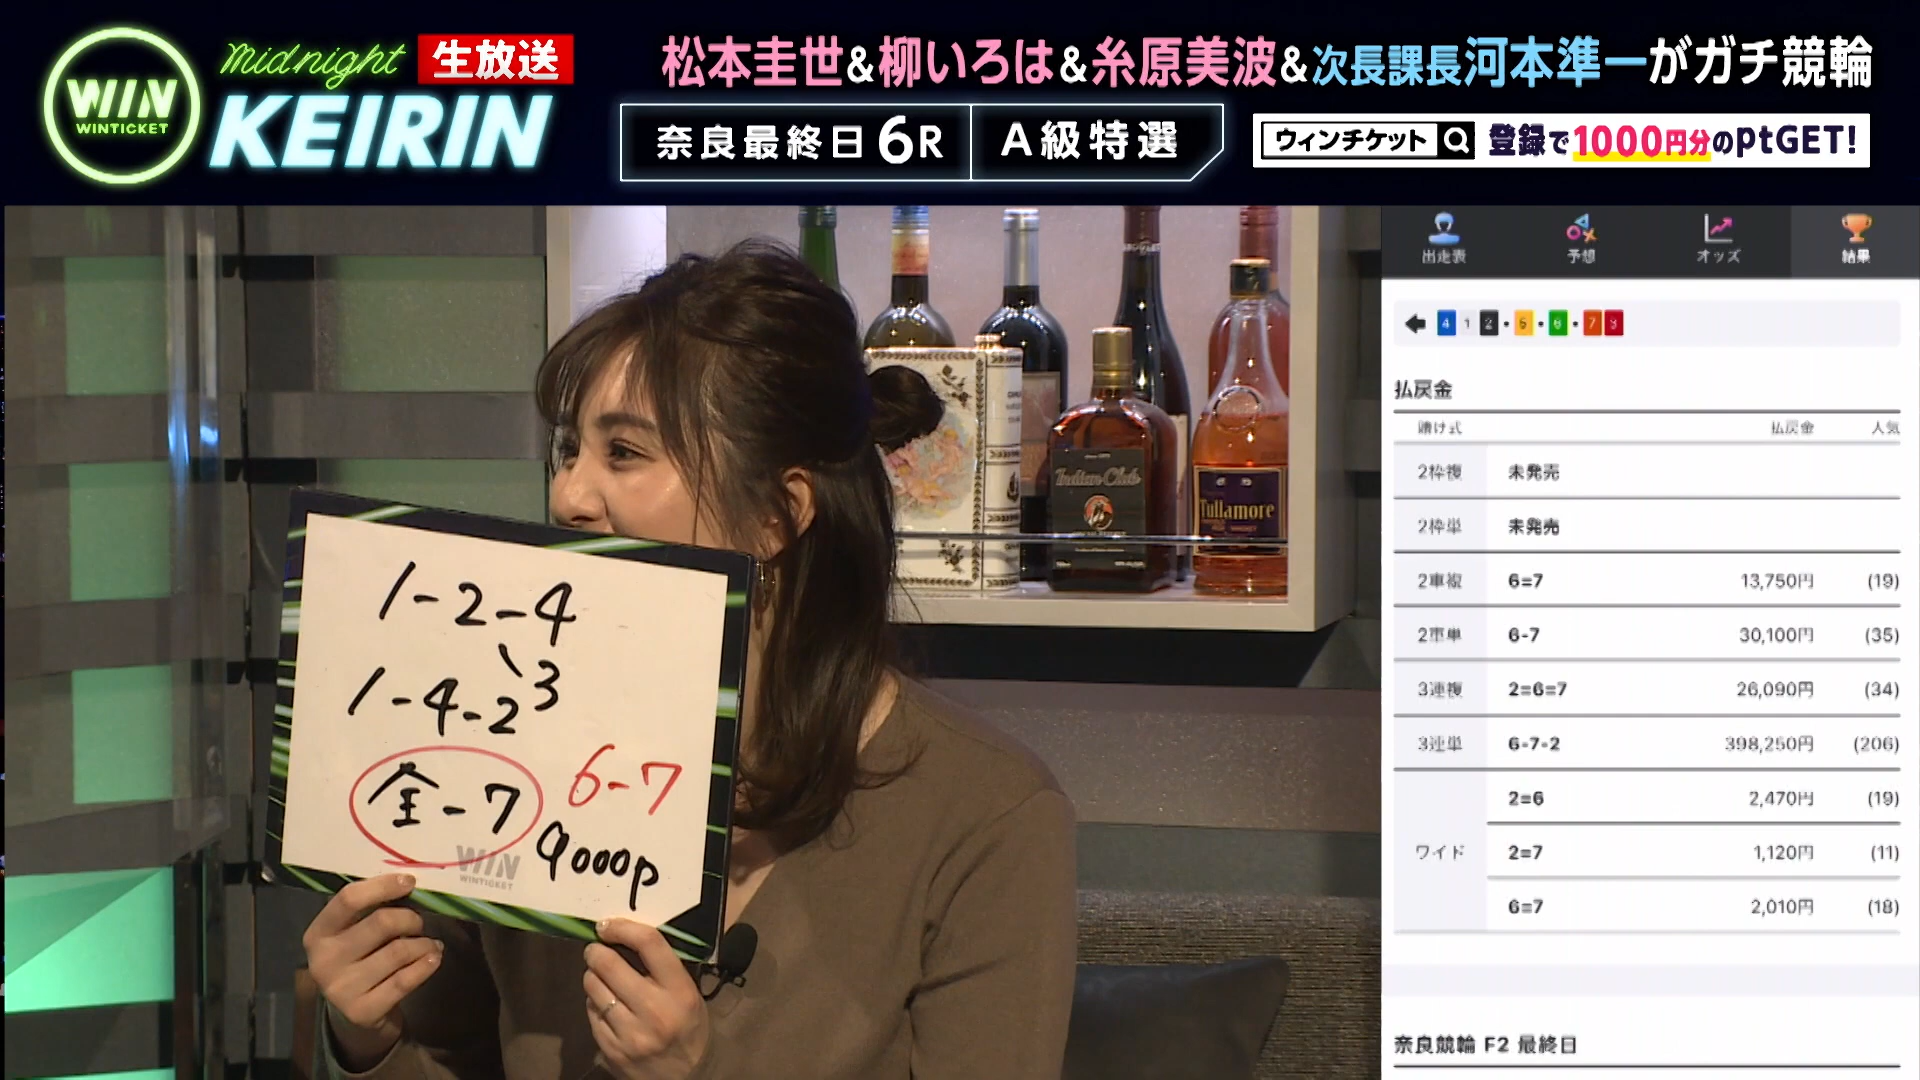 WIN
WINTICKET
Midnight
生放送
KEIRIN
松本圭世&柳いろは&糸原美波&次長課長河本準一がガチ競輪
奈良最終日6R
A級特選
ウィンチケット
登録で1000円分のptGET!
出走表
予想
オッズ
結果
4 1 2・5・6・7 3
払戻金
賭け式 払戻金 人気
2枠複 未発売
2枠単 未発売
2車複 6=7 13,750円 (19)
2車単 6-7 30,100円 (35)
3連複 2=6=7 26,090円 (34)
3連単 6-7-2 398,250円 (206)
ワイド
2=6 2,470円 (19)
2=7 1,120円 (11)
6=7 2,010円 (18)
奈良競輪 F2 最終日
1-2-4
3
1-4-2
全-7
6-7
9000p
WIN
WINTICKET
Indian Club
Tullamore